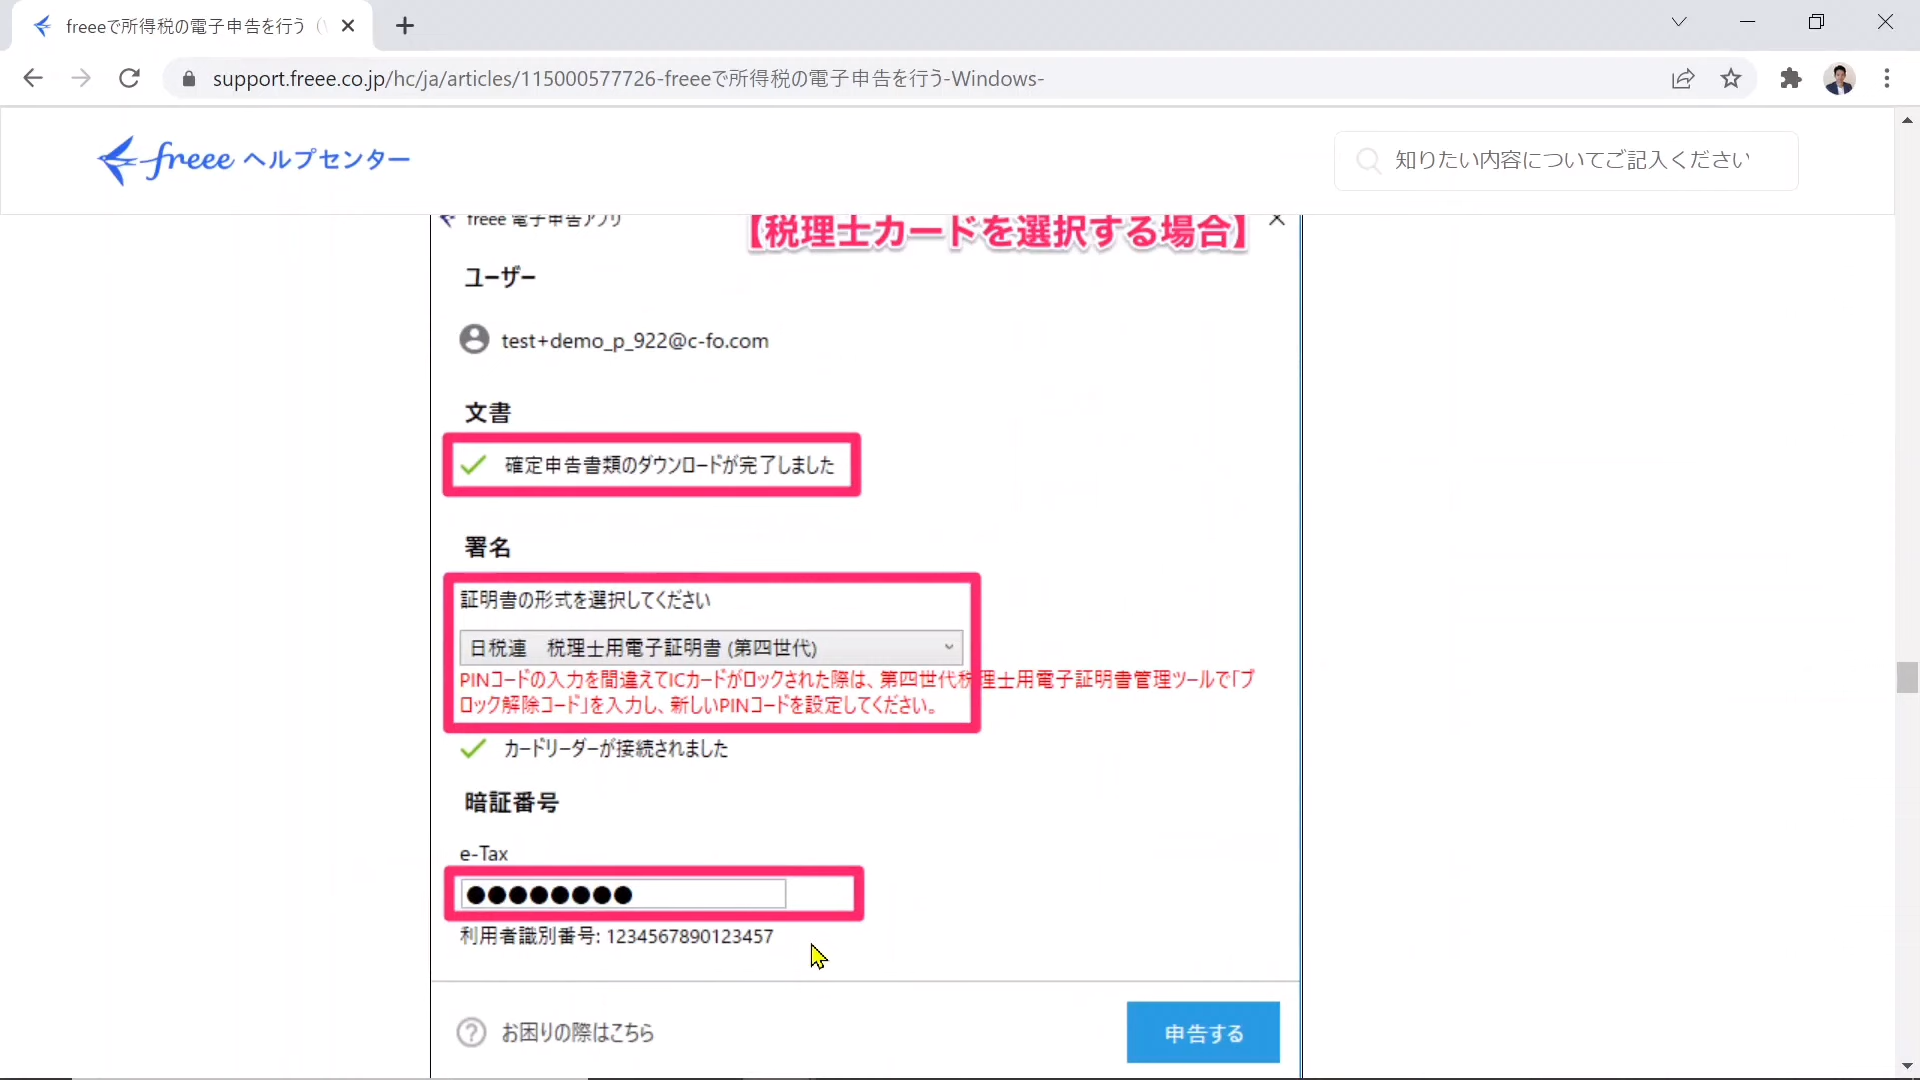 freeeで所得税の電子申告を行う
support.freee.co.jp/hc/ja/articles/115000577726-freeeで所得税の電子申告を行う-Windows-
freee ヘルプセンター
知りたい内容についてご記入ください
freee 電子申告アプリ
【税理士カードを選択する場合】
ユーザー
test+demo_p_922@c-fo.com
文書
確定申告書類のダウンロードが完了しました
署名
証明書の形式を選択してください
日税連 税理士用電子証明書 (第四世代)
PINコードの入力を間違えてICカードがロックされた際は、第四世代税理士用電子証明書管理ツールで「ブ
ロック解除コード」を入力し、新しいPINコードを設定してください。
カードリーダーが接続されました
暗証番号
e-Tax
●●●●●●●●
利用者識別番号: 1234567890123457
お困りの際はこちら
申告する